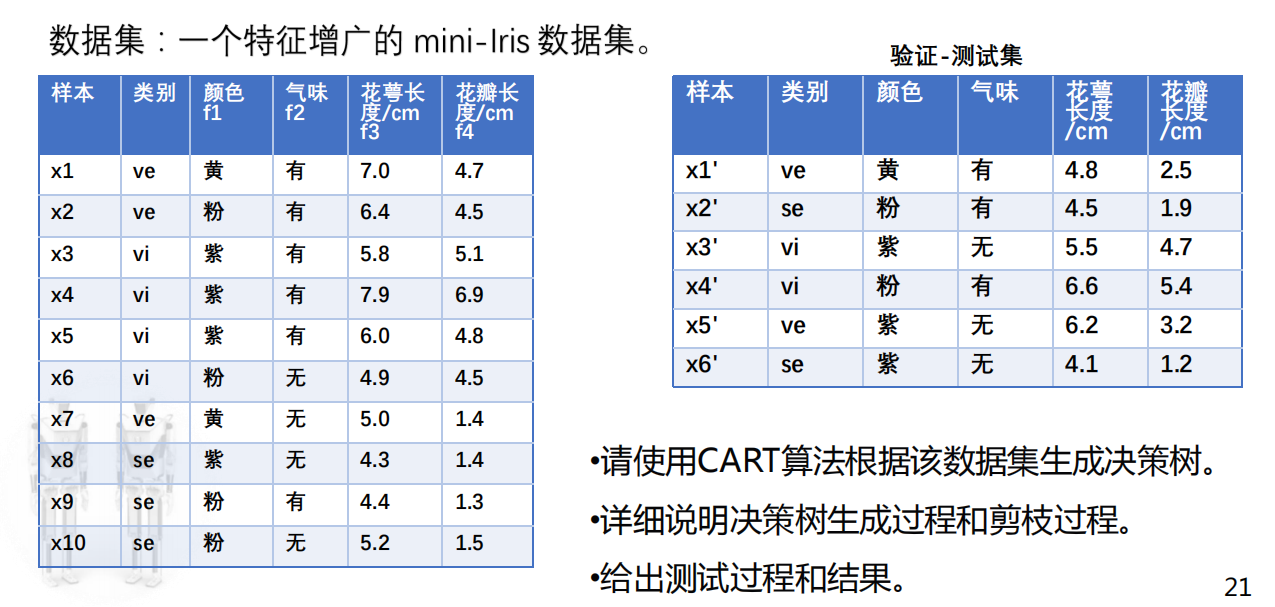 数据集：一个特征增广的 mini-Iris 数据集。
验证-测试集
样本 类别 颜色 f1 气味 f2 花萼长度/cm f3 花瓣长度/cm f4
x1 ve 黄 有 7.0 4.7
x2 ve 粉 有 6.4 4.5
x3 vi 紫 有 5.8 5.1
x4 vi 紫 有 7.9 6.9
x5 vi 紫 有 6.0 4.8
x6 vi 粉 无 4.9 4.5
x7 ve 黄 无 5.0 1.4
x8 se 紫 无 4.3 1.4
x9 se 粉 有 4.4 1.3
x10 se 粉 无 5.2 1.5
样本 类别 颜色 气味 花萼长度/cm 花瓣长度/cm
x1' ve 黄 有 4.8 2.5
x2' se 粉 有 4.5 1.9
x3' vi 紫 无 5.5 4.7
x4' vi 粉 有 6.6 5.4
x5' ve 紫 无 6.2 3.2
x6' se 紫 无 4.1 1.2
•请使用CART算法根据该数据集生成决策树。
•详细说明决策树生成过程和剪枝过程。
•给出测试过程和结果。
21